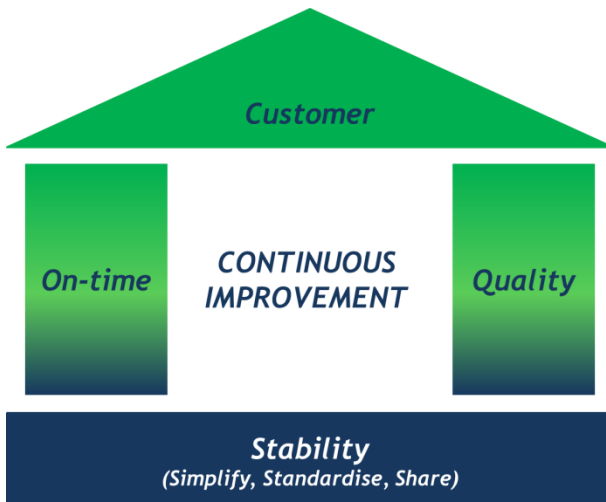 Customer
On-time
CONTINUOUS
IMPROVEMENT
Quality
Stability
(Simplify, Standardise, Share)